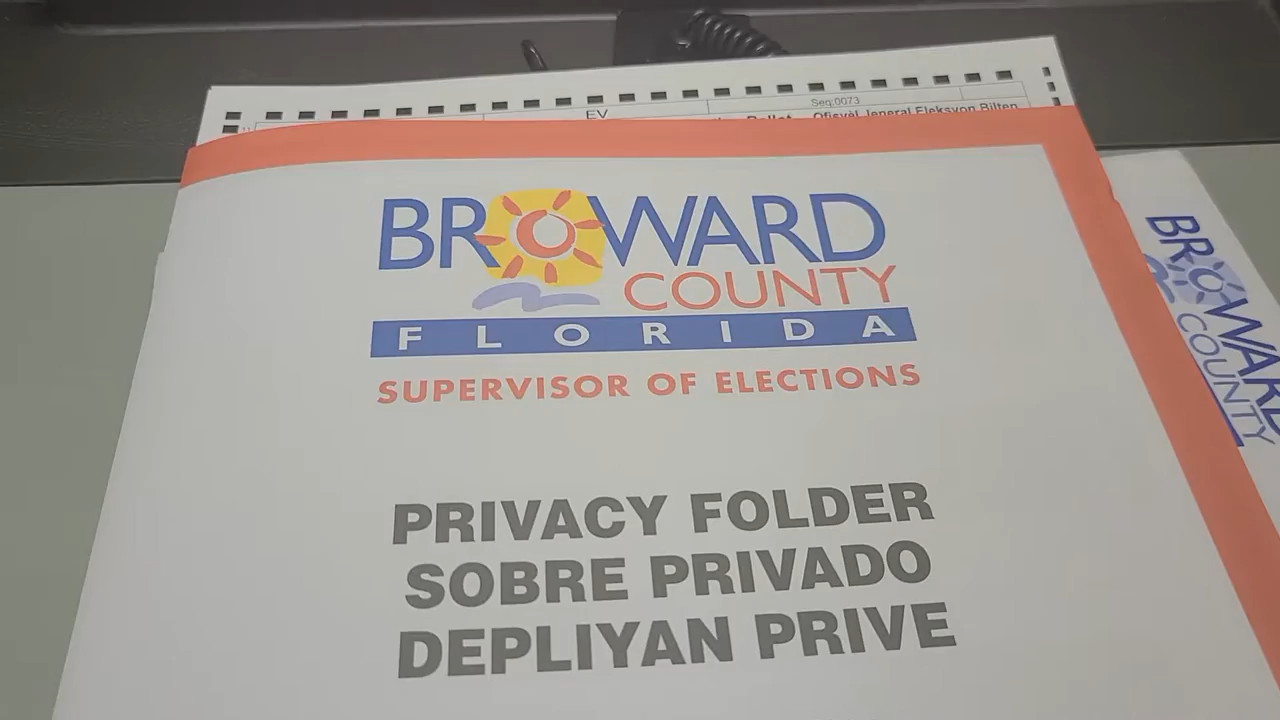 EV
Seq:0073
Ballot - Ofisyèl Jeneral Eleksyon Bilten
BROWARD
COUNTY
FLORIDA
SUPERVISOR OF ELECTIONS
PRIVACY FOLDER
SOBRE PRIVADO
DEPLIYAN PRIVE
BROWARD
COUNTY